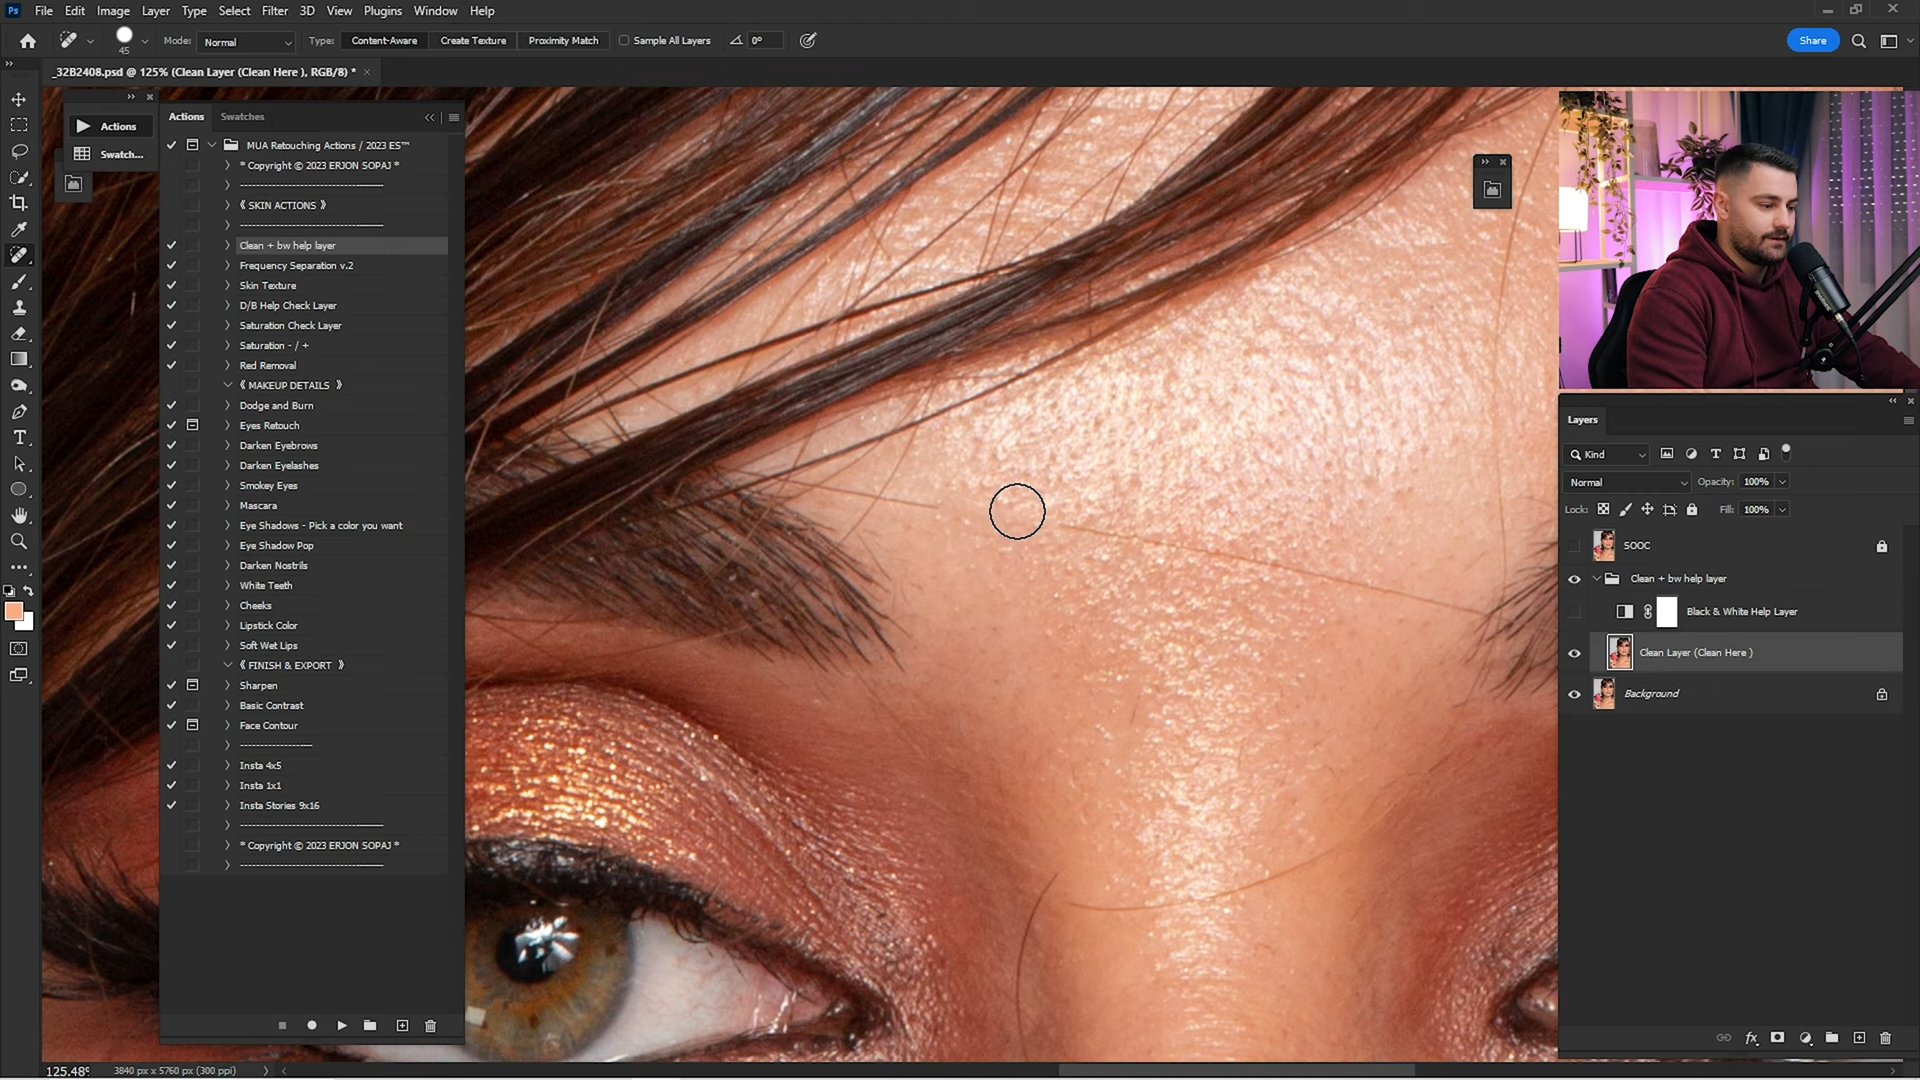 Ps File Edit Image Layer Type Select Filter 3D View Plugins Window Help
45 Mode: Normal Type: Content-Aware Create Texture Proximity Match Sample All Layers 0° Share
_32B2408.psd @ 125% (Clean Layer (Clean Here ), RGB/8) *
Actions
Swatch...
Actions Swatches
MUA Retouching Actions / 2023 ES™
* Copyright © 2023 ERJON SOPAJ *
------------------------------------
《 SKIN ACTIONS 》
------------------------------------
Clean + bw help layer
Frequency Separation v.2
Skin Texture
D/B Help Check Layer
Saturation Check Layer
Saturation - / +
Red Removal
《 MAKEUP DETAILS 》
Dodge and Burn
Eyes Retouch
Darken Eyebrows
Darken Eyelashes
Smokey Eyes
Mascara
Eye Shadows - Pick a color you want
Eye Shadow Pop
Darken Nostrils
White Teeth
Cheeks
Lipstick Color
Soft Wet Lips
《 FINISH & EXPORT 》
Sharpen
Basic Contrast
Face Contour
------------------
Insta 4x5
Insta 1x1
Insta Stories 9x16
------------------------------------
* Copyright © 2023 ERJON SOPAJ *
------------------------------------
Layers
Kind
Normal Opacity: 100%
Lock: Fill: 100%
SOOC
Clean + bw help layer
Black & White Help Layer
Clean Layer (Clean Here )
Background
125.48% 3840 px x 5760 px (300 ppi)